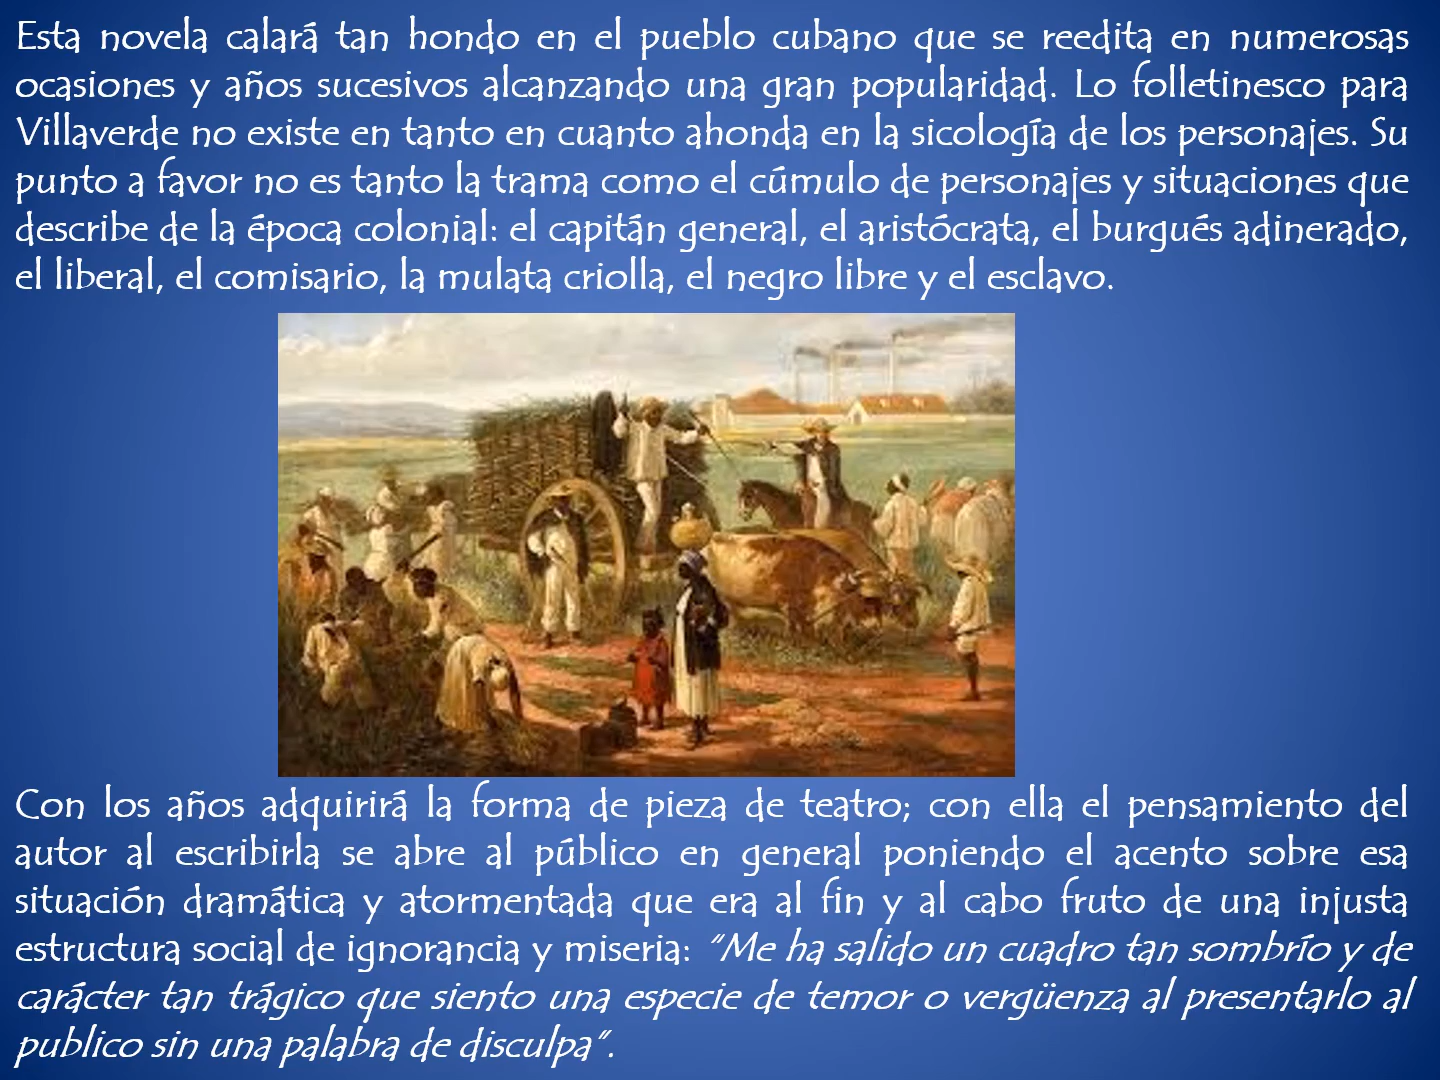 Esta novela calará tan hondo en el pueblo cubano que se reedita en numerosas
ocasiones y años sucesivos alcanzando una gran popularidad. Lo folletinesco para
Villaverde no existe en tanto en cuanto ahonda en la sicología de los personajes. Su
punto a favor no es tanto la trama como el cúmulo de personajes y situaciones que
describe de la época colonial: el capitán general, el aristócrata, el burgués adinerado,
el liberal, el comisario, la mulata criolla, el negro libre y el esclavo.
Con los años adquirirá la forma de pieza de teatro; con ella el pensamiento del
autor al escribirla se abre al público en general poniendo el acento sobre esa
situación dramática y atormentada que era al fin y al cabo fruto de una injusta
estructura social de ignorancia y miseria: “Me ha salido un cuadro tan sombrío y de
carácter tan trágico que siento una especie de temor o vergüenza al presentarlo al
publico sin una palabra de disculpa”.